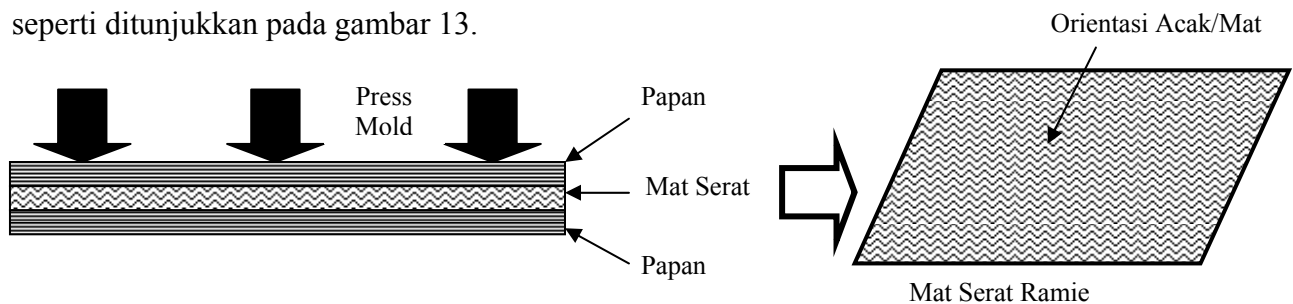 seperti ditunjukkan pada gambar 13.
Orientasi Acak/Mat
Press
Mold
Papan
Mat Serat
Papan
Mat Serat Ramie